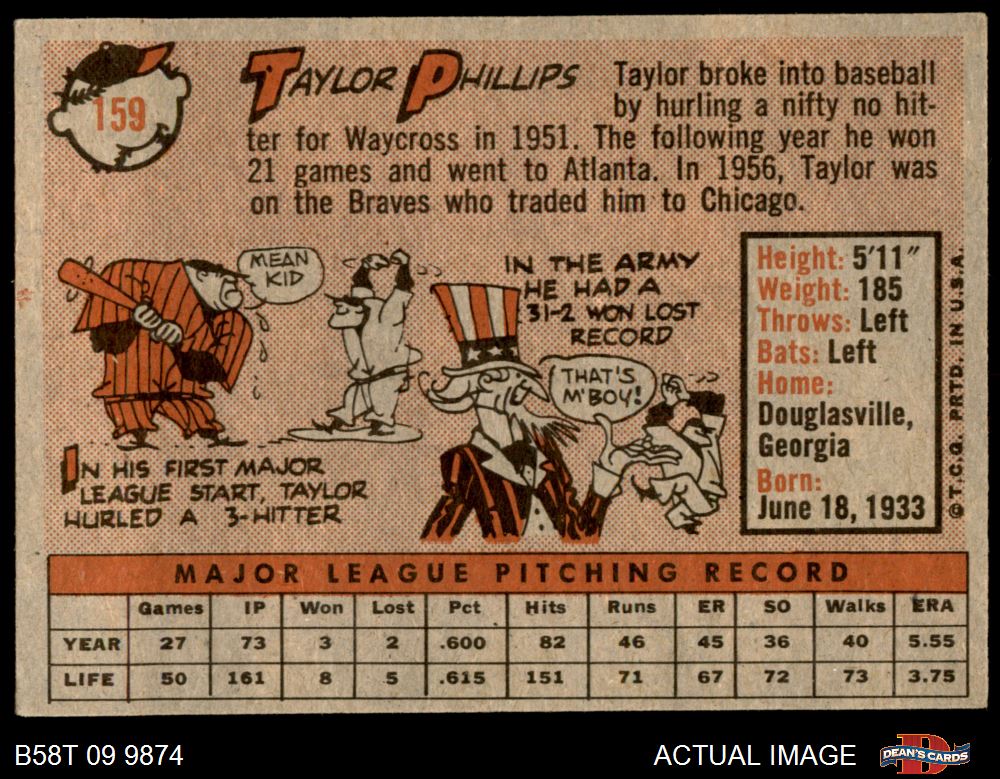 159
TAYLOR PHILLIPS
Taylor broke into baseball
by hurling a nifty no hit-
ter for Waycross in 1951. The following year he won
21 games and went to Atlanta. In 1956, Taylor was
on the Braves who traded him to Chicago.
MEAN
KID
IN HIS FIRST MAJOR
LEAGUE START, TAYLOR
HURLED A 3-HITTER
IN THE ARMY
HE HAD A
31-2 WON LOST
RECORD
THAT'S
M'BOY!
Height: 5'11"
Weight: 185
Throws: Left
Bats: Left
Home:
Douglasville,
Georgia
Born:
June 18, 1933
© T.C.G. PRTD. IN U.S.A.
MAJOR LEAGUE PITCHING RECORD
Games IP Won Lost Pct Hits Runs ER SO Walks ERA
YEAR 27 73 3 2 .600 82 46 45 36 40 5.55
LIFE 50 161 8 5 .615 151 71 67 72 73 3.75
B58T 09 9874
ACTUAL IMAGE
D
DEAN'S CARDS